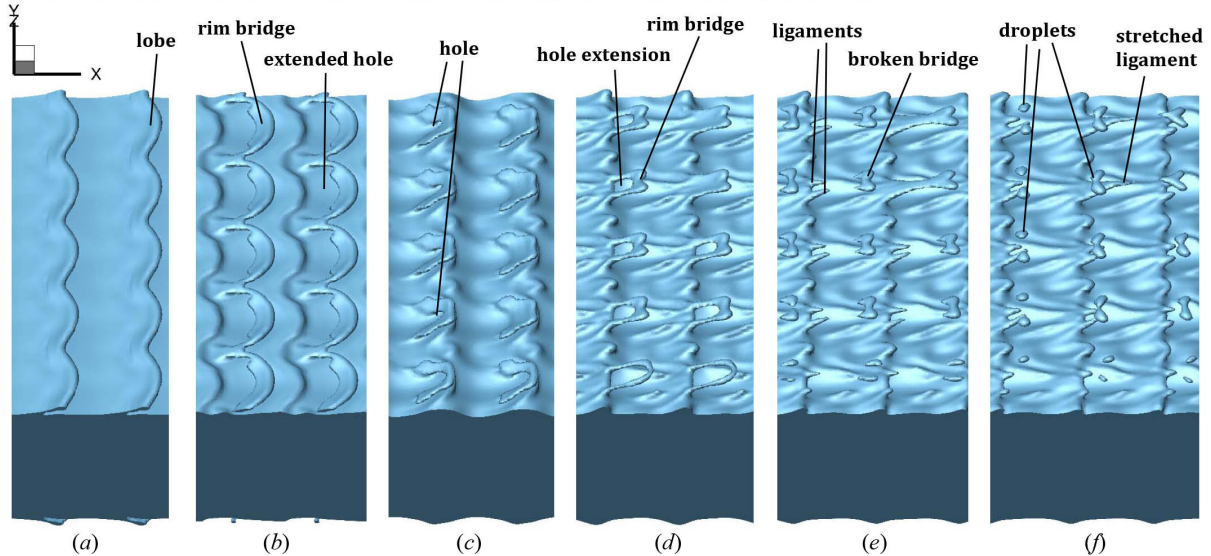 Y
Z
X
lobe
rim bridge
extended hole
hole
hole extension
rim bridge
ligaments
broken bridge
droplets
stretched
ligament
(a)
(b)
(c)
(d)
(e)
(f)